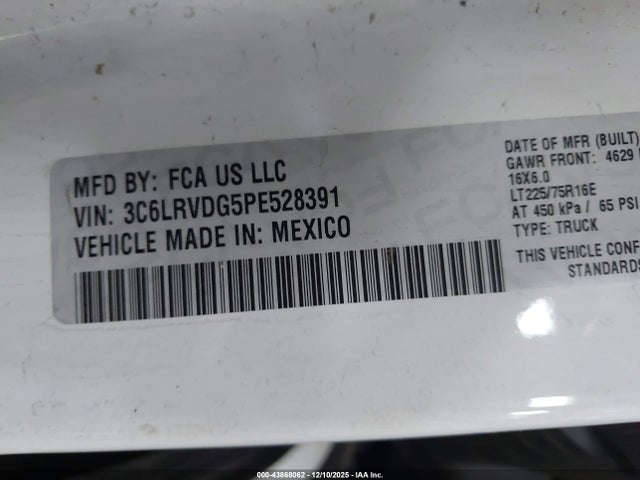 MFD BY: FCA US LLC
VIN: 3C6LRVDG5PE528391
VEHICLE MADE IN: MEXICO
DATE OF MFR (BUILT)
GAWR FRONT: 4629
16X6.0
LT225/75R16E
AT 450 kPa / 65 PSI
TYPE: TRUCK
THIS VEHICLE CONF
STANDARDS
00-43868062 - 12/10/2025 - IAA Inc.